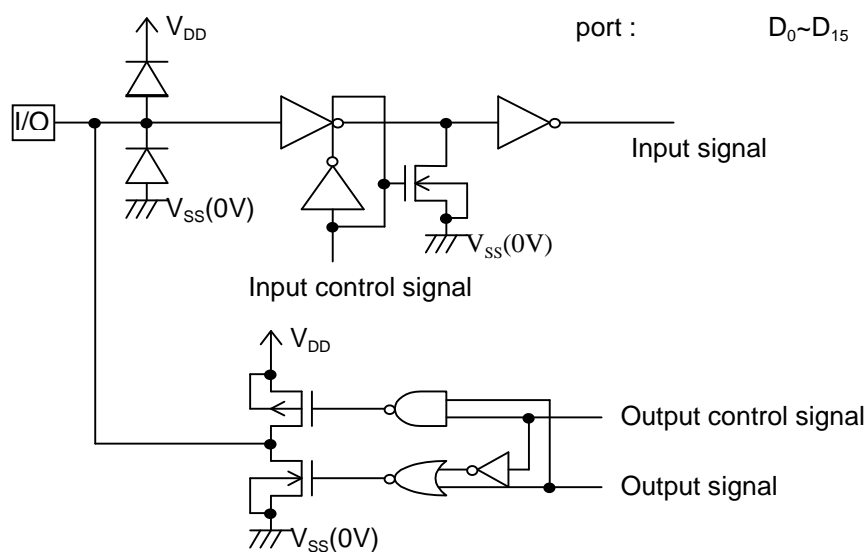 port : D0~D15
VDD
I/O
Input signal
VSS(0V)
VSS(0V)
Input control signal
VDD
Output control signal
Output signal
VSS(0V)